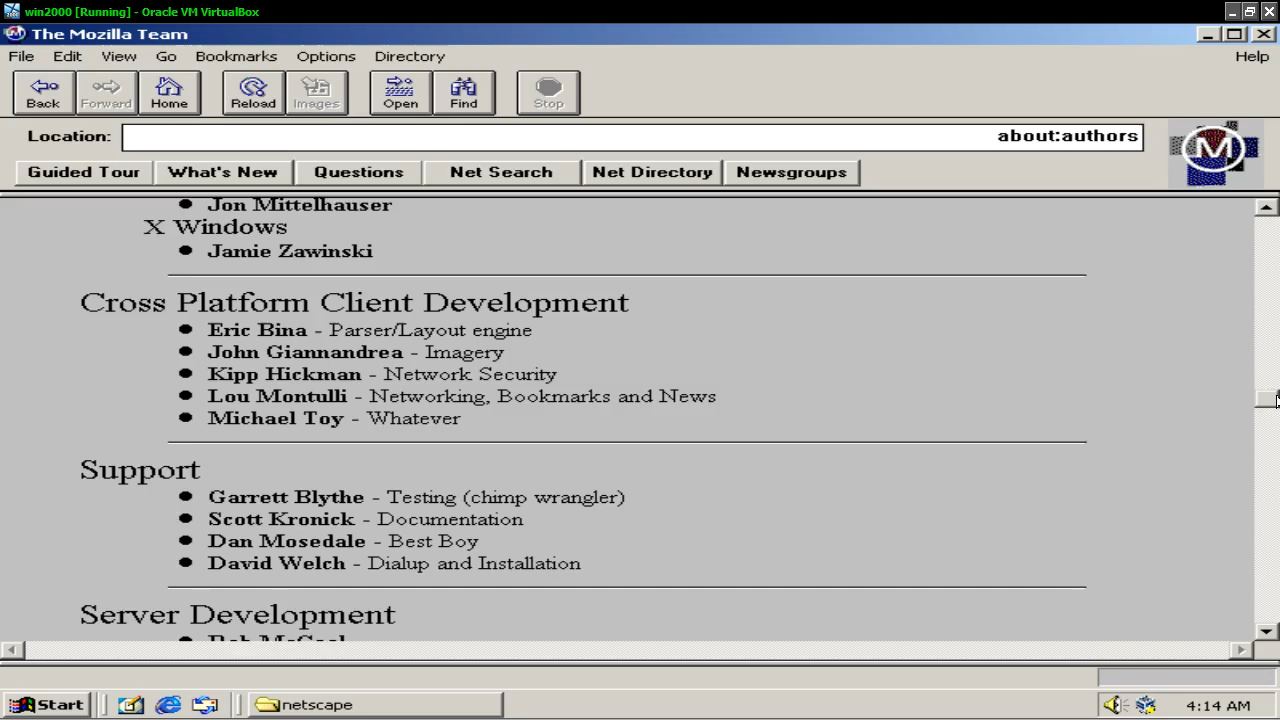 win2000 [Running] - Oracle VM VirtualBox
The Mozilla Team
File Edit View Go Bookmarks Options Directory Help
Back Forward Home Reload Images Open Find Stop
Location: about:authors
M
Guided Tour What's New Questions Net Search Net Directory Newsgroups
Jon Mittelhauser
X Windows
Jamie Zawinski
Cross Platform Client Development
Eric Bina - Parser/Layout engine
John Giannandrea - Imagery
Kipp Hickman - Network Security
Lou Montulli - Networking, Bookmarks and News
Michael Toy - Whatever
Support
Garrett Blythe - Testing (chimp wrangler)
Scott Kronick - Documentation
Dan Mosedale - Best Boy
David Welch - Dialup and Installation
Server Development
Rob McCool
Start netscape 4:14 AM